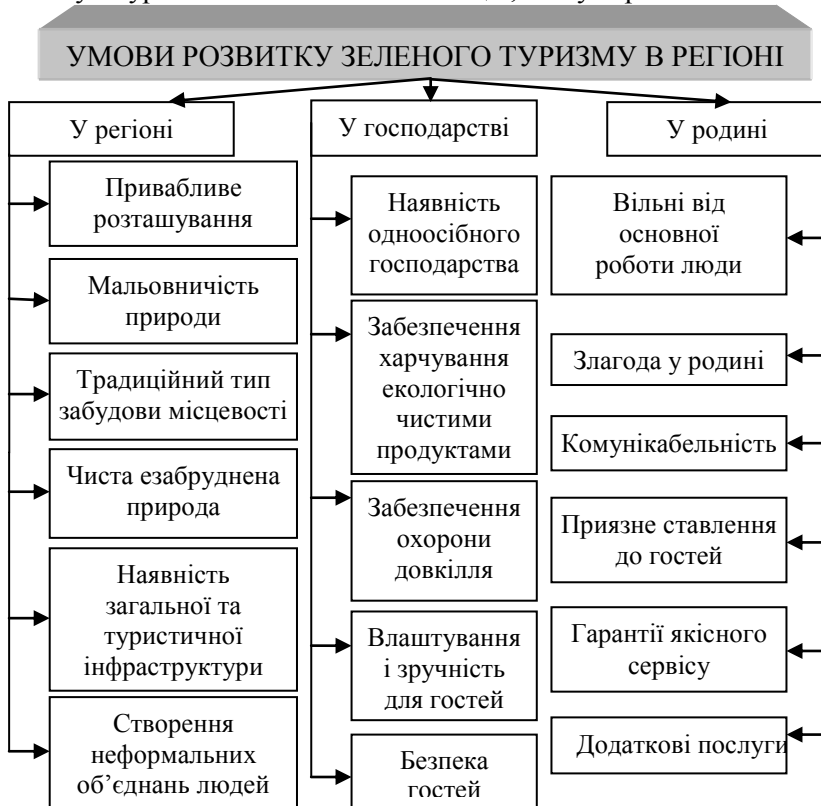 УМОВИ РОЗВИТКУ ЗЕЛЕНОГО ТУРИЗМУ В РЕГІОНІ
У регіоні
Привабливе
розташування
Мальовничість
природи
Традиційний тип
забудови місцевості
Чиста езабруднена
природа
Наявність
загальної та
туристичної
інфраструктури
Створення
неформальних
об’єднань людей
У господарстві
Наявність
одноосібного
господарства
Забезпечення
харчування
екологічно
чистими
продуктами
Забезпечення
охорони
довкілля
Влаштування
і зручність
для гостей
Безпека
гостей
У родині
Вільні від
основної
роботи люди
Злагода у родині
Комунікабельність
Приязне ставлення
до гостей
Гарантії якісного
сервісу
Додаткові послуги